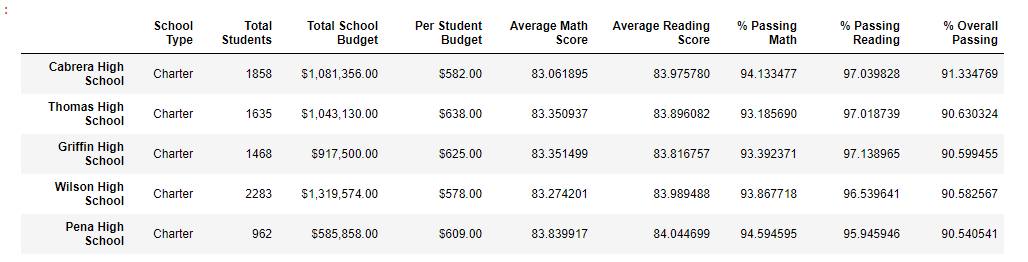 :
School Type Total Students Total School Budget Per Student Budget Average Math Score Average Reading Score % Passing Math % Passing Reading % Overall Passing
Cabrera High School Charter 1858 $1,081,356.00 $582.00 83.061895 83.975780 94.133477 97.039828 91.334769
Thomas High School Charter 1635 $1,043,130.00 $638.00 83.350937 83.896082 93.185690 97.018739 90.630324
Griffin High School Charter 1468 $917,500.00 $625.00 83.351499 83.816757 93.392371 97.138965 90.599455
Wilson High School Charter 2283 $1,319,574.00 $578.00 83.274201 83.989488 93.867718 96.539641 90.582567
Pena High School Charter 962 $585,858.00 $609.00 83.839917 84.044699 94.594595 95.945946 90.540541